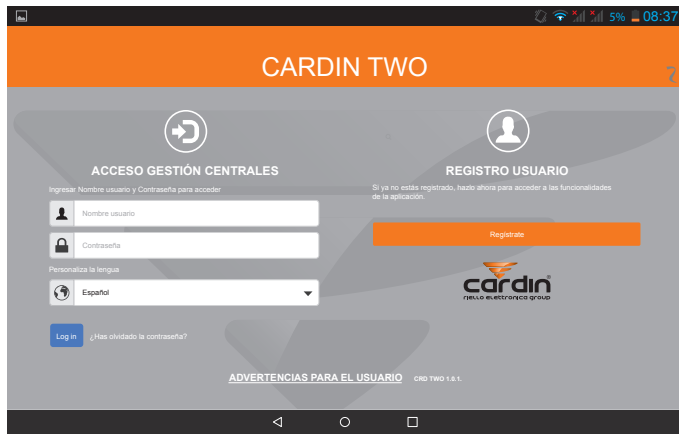 5% 08:37
CARDIN TWO
ACCESO GESTIÓN CENTRALES
Ingresar Nombre usuario y Contraseña para acceder
Nombre usuario
Contraseña
Personaliza la lengua
Español
Log in
¿Has olvidado la contraseña?
REGISTRO USUARIO
Si ya no estás registrado, hazlo ahora para acceder a las funcionalidades
de la aplicación.
Registrate
cardin
nello elettronica group
ADVERTENCIAS PARA EL USUARIO CRD TWO 1.0.1.